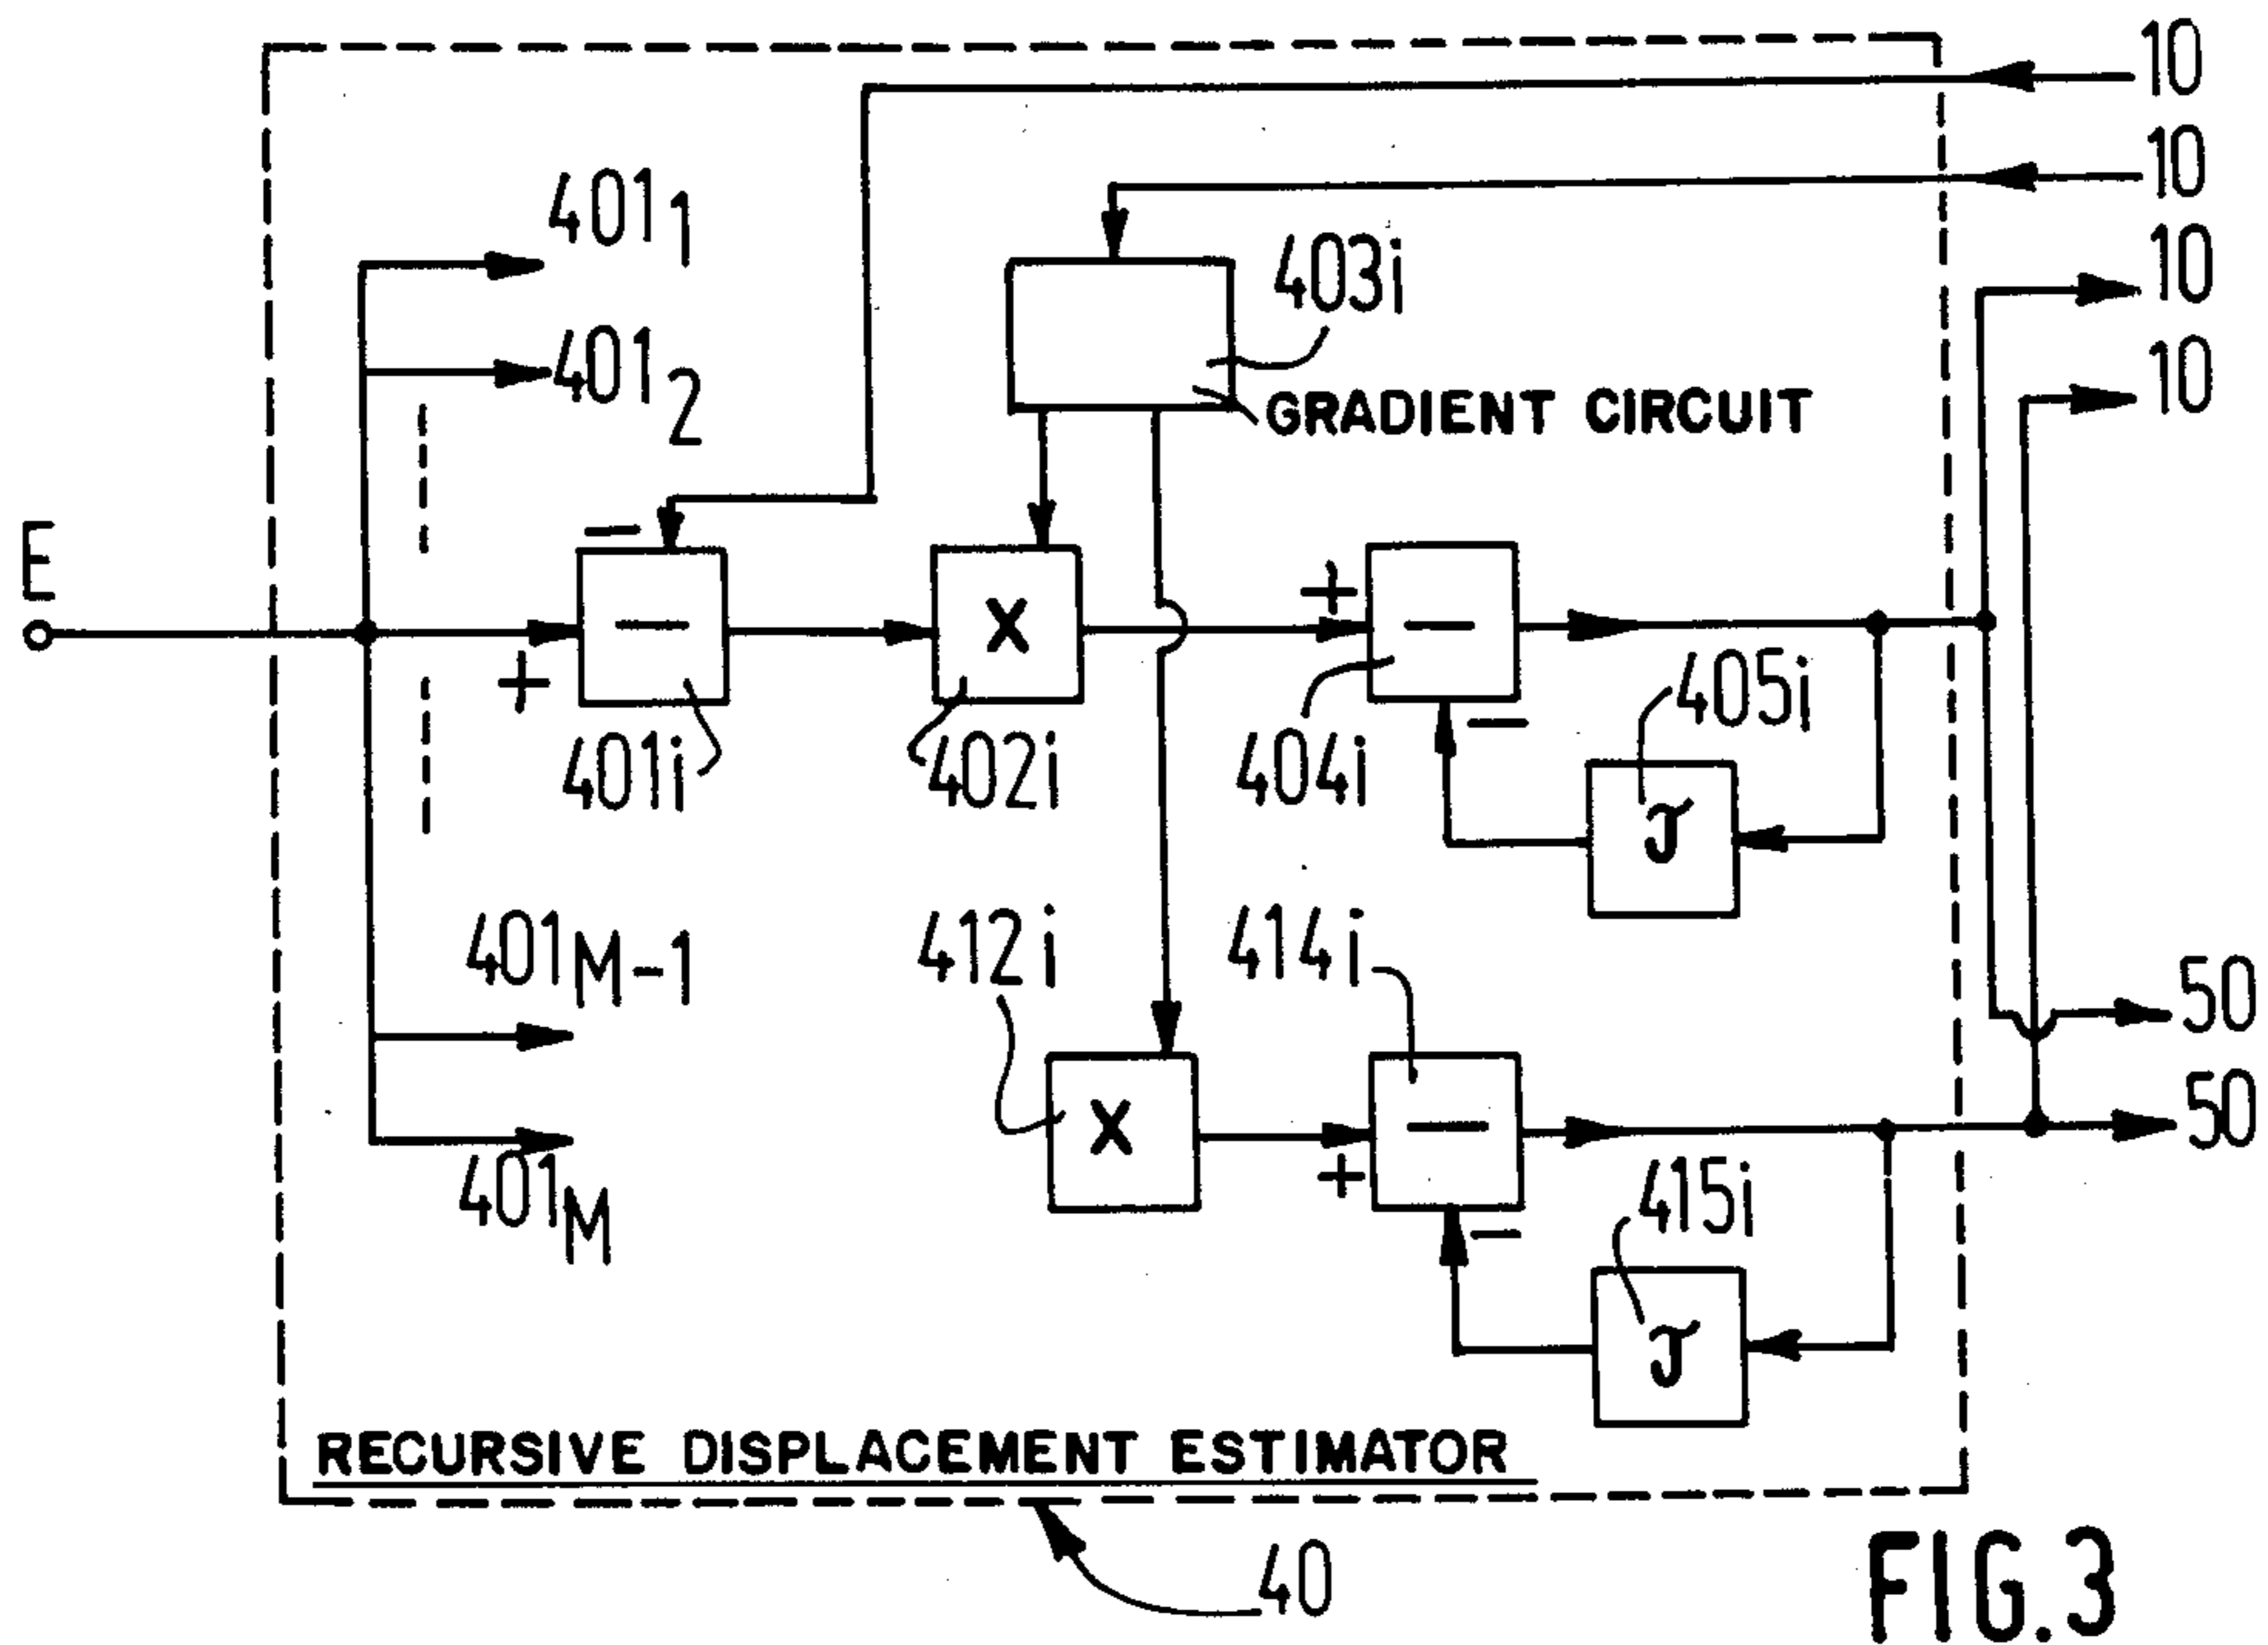 10
10
401₁
10
403i
401₂
10
GRADIENT CIRCUIT
E
−
+
−
X
−
+
405i
−
401i
402i
404i
τ
401M-1
412i
414i
50
50
X
−
401M
+
415i
−
τ
RECURSIVE DISPLACEMENT ESTIMATOR
40
FIG.3